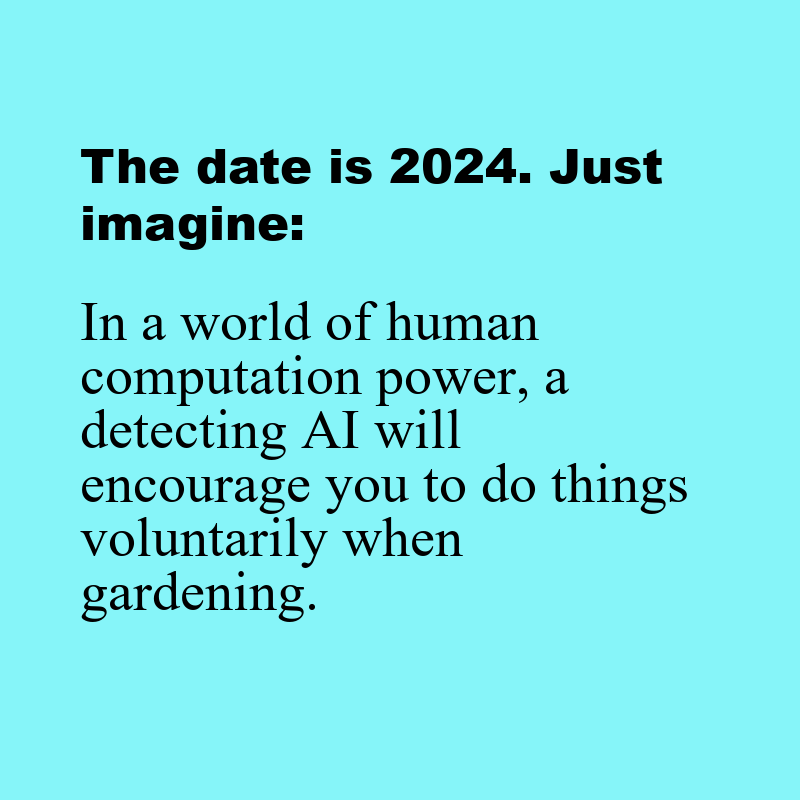 The date is 2024. Just
imagine:
In a world of human
computation power, a
detecting AI will
encourage you to do things
voluntarily when
gardening.